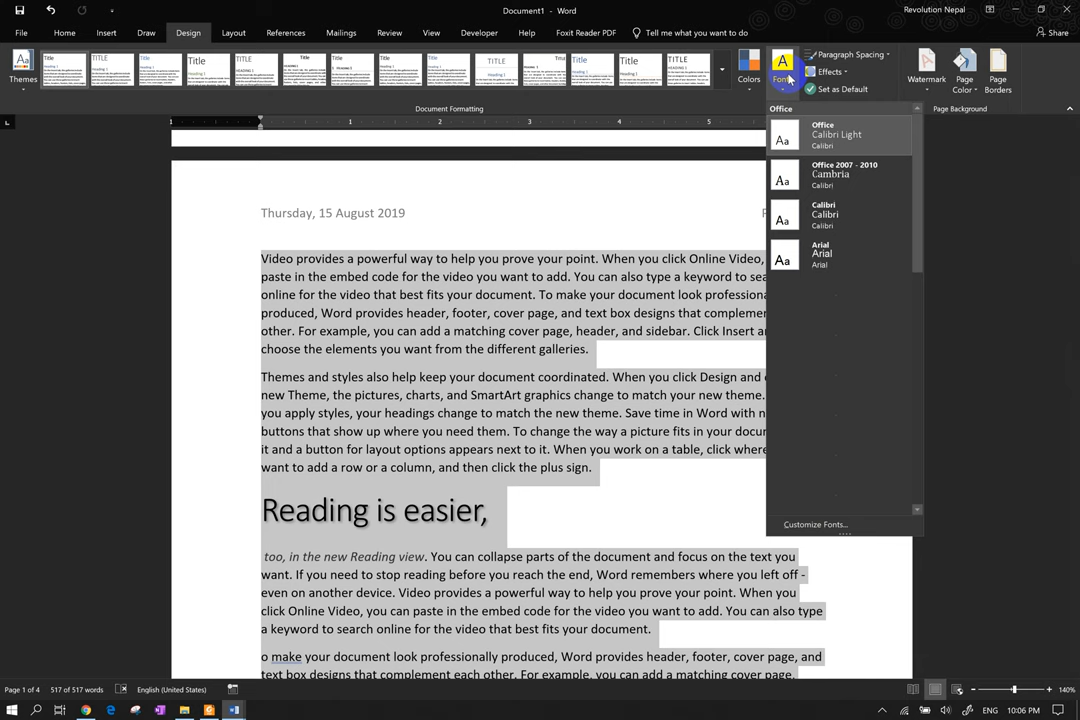 Document1 - Word
Revolution Nepal
File Home Insert Draw Design Layout References Mailings Review View Developer Help Foxit Reader PDF Tell me what you want to do
Share
Themes
Colors
Fonts
Paragraph Spacing
Effects
Set as Default
Watermark
Page Color
Page Borders
Document Formatting
Page Background
Office
Office
Calibri Light
Calibri
Office 2007 - 2010
Cambria
Calibri
Calibri
Calibri
Calibri
Arial
Arial
Arial
Customize Fonts...
Thursday, 15 August 2019
Video provides a powerful way to help you prove your point. When you click Online Video,
paste in the embed code for the video you want to add. You can also type a keyword to sea
online for the video that best fits your document. To make your document look professiona
produced, Word provides header, footer, cover page, and text box designs that complemen
other. For example, you can add a matching cover page, header, and sidebar. Click Insert an
choose the elements you want from the different galleries.
Themes and styles also help keep your document coordinated. When you click Design and c
new Theme, the pictures, charts, and SmartArt graphics change to match your new theme.
you apply styles, your headings change to match the new theme. Save time in Word with n
buttons that show up where you need them. To change the way a picture fits in your docum
it and a button for layout options appears next to it. When you work on a table, click where
want to add a row or a column, and then click the plus sign.
Reading is easier,
too, in the new Reading view. You can collapse parts of the document and focus on the text you
want. If you need to stop reading before you reach the end, Word remembers where you left off -
even on another device. Video provides a powerful way to help you prove your point. When you
click Online Video, you can paste in the embed code for the video you want to add. You can also type
a keyword to search online for the video that best fits your document.
o make your document look professionally produced, Word provides header, footer, cover page, and
text box designs that complement each other. For example, you can add a matching cover page,
Page 1 of 4 517 of 517 words English (United States)
140%
ENG 10:06 PM